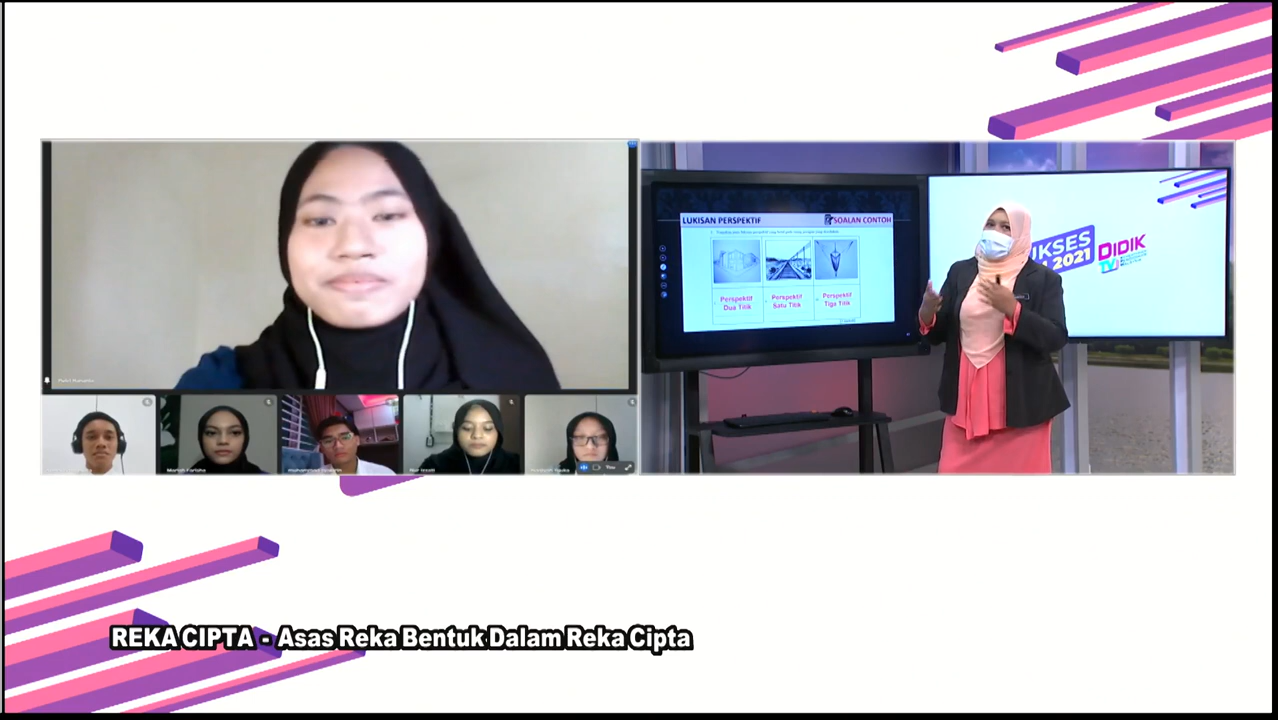 LUKISAN PERSPEKTIF
SOALAN CONTOH
Perspektif
Dua Titik
Perspektif
Satu Titik
Perspektif
Tiga Titik
UKSES
2021
DIDIK
TV
REKA CIPTA - Asas Reka Bentuk Dalam Reka Cipta